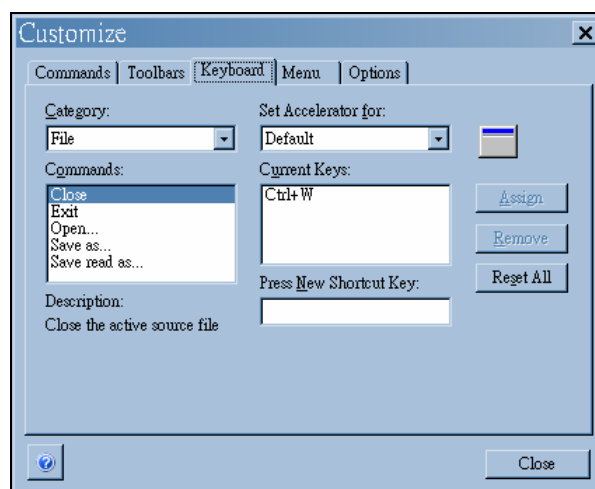 Customize
Commands Toolbars Keyboard Menu Options
Category:
File
Commands:
Close
Exit
Open...
Save as...
Save read as...
Description:
Close the active source file
Set Accelerator for:
Default
Current Keys:
Ctrl+W
Press New Shortcut Key:
Assign
Remove
Reset All
?
Close